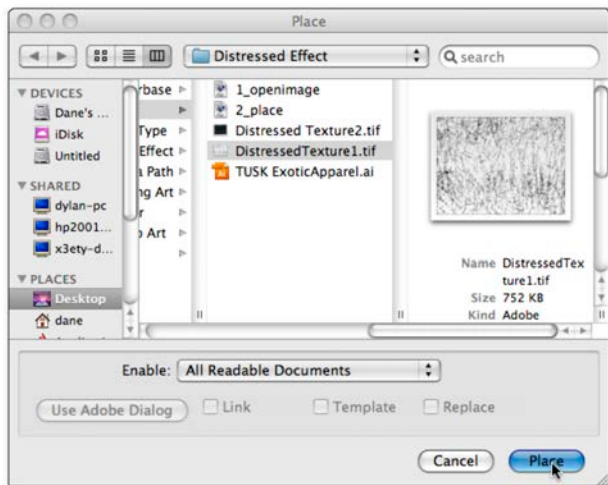 Place
Distressed Effect
search
DEVICES
Dane's ...
iDisk
Untitled
SHARED
dylan-pc
hp2001...
x3ety-d...
PLACES
Desktop
dane
rbase
Type
Effect
Path
ng Art
r
Art
1_openimage
2_place
Distressed Texture2.tif
DistressedTexture1.tif
TUSK ExoticApparel.ai
Name DistressedTex
ture1.tif
Size 752 KB
Kind Adobe
Enable: All Readable Documents
Use Adobe Dialog Link Template Replace
Cancel Place